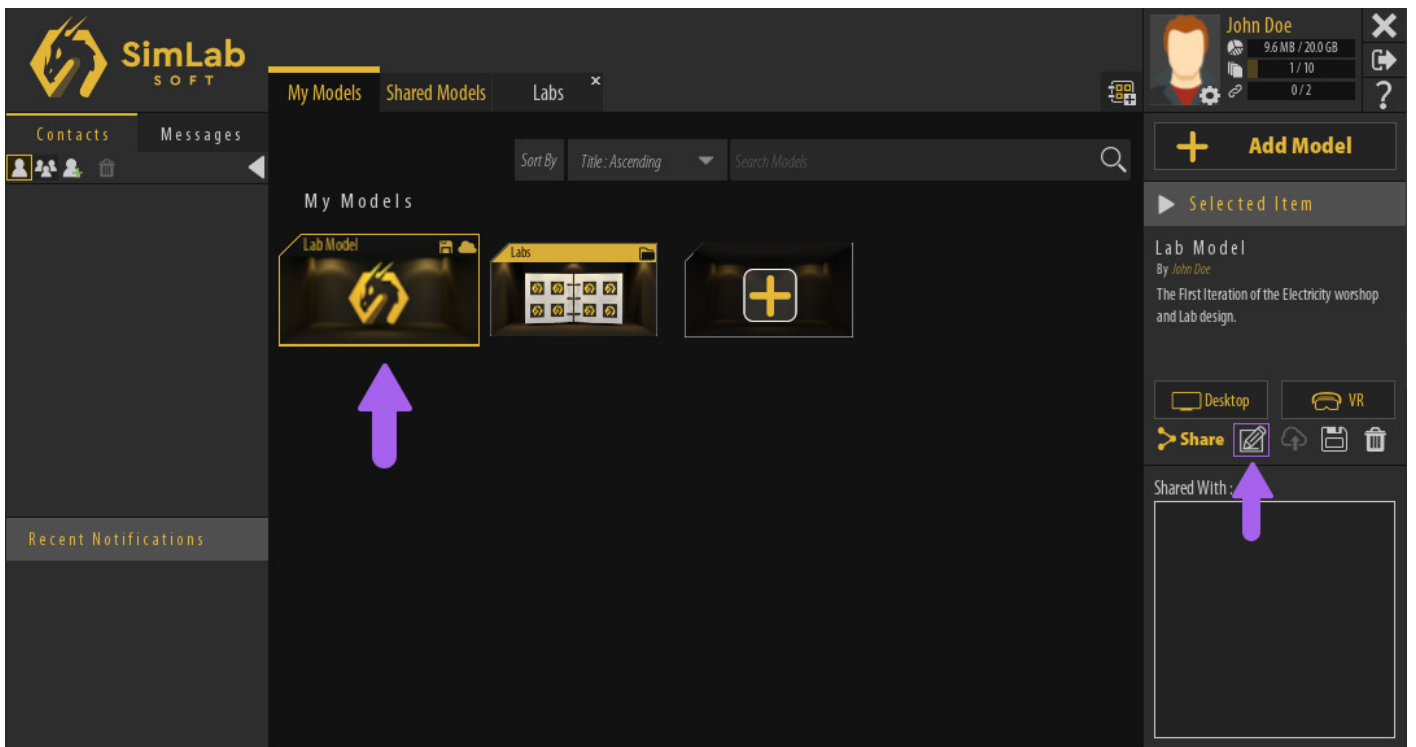 SimLab
SOFT
My Models
Shared Models
Labs
John Doe
9.6 MB / 20.0 GB
1 / 10
0 / 2
?
Contacts
Messages
Sort By
Title : Ascending
Search Models
Add Model
My Models
Selected Item
Lab Model
Labs
Lab Model
By John Doe
The FIrst Iteration of the Electricity worshop
and Lab design.
Desktop
VR
Share
Shared With :
Recent Notifications